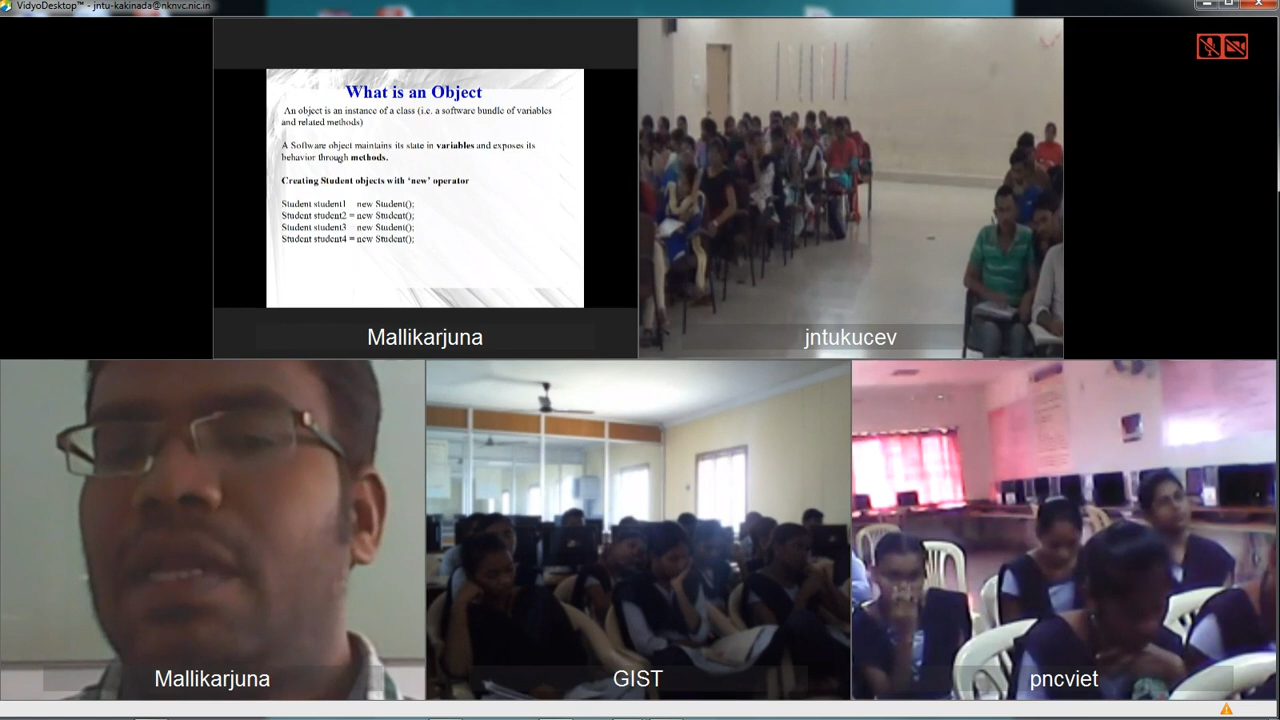 VidyoDesktop™ - jntu-kakinada@nknvc.nic.in
What is an Object
An object is an instance of a class (i.e. a software bundle of variables
and related methods)
A Software object maintains its state in variables and exposes its
behavior through methods.
Creating Student objects with ‘new’ operator
Student student1 new Student();
Student student2 = new Student();
Student student3 new Student();
Student student4 = new Student();
Mallikarjuna
jntukucev
Mallikarjuna
GIST
pncviet